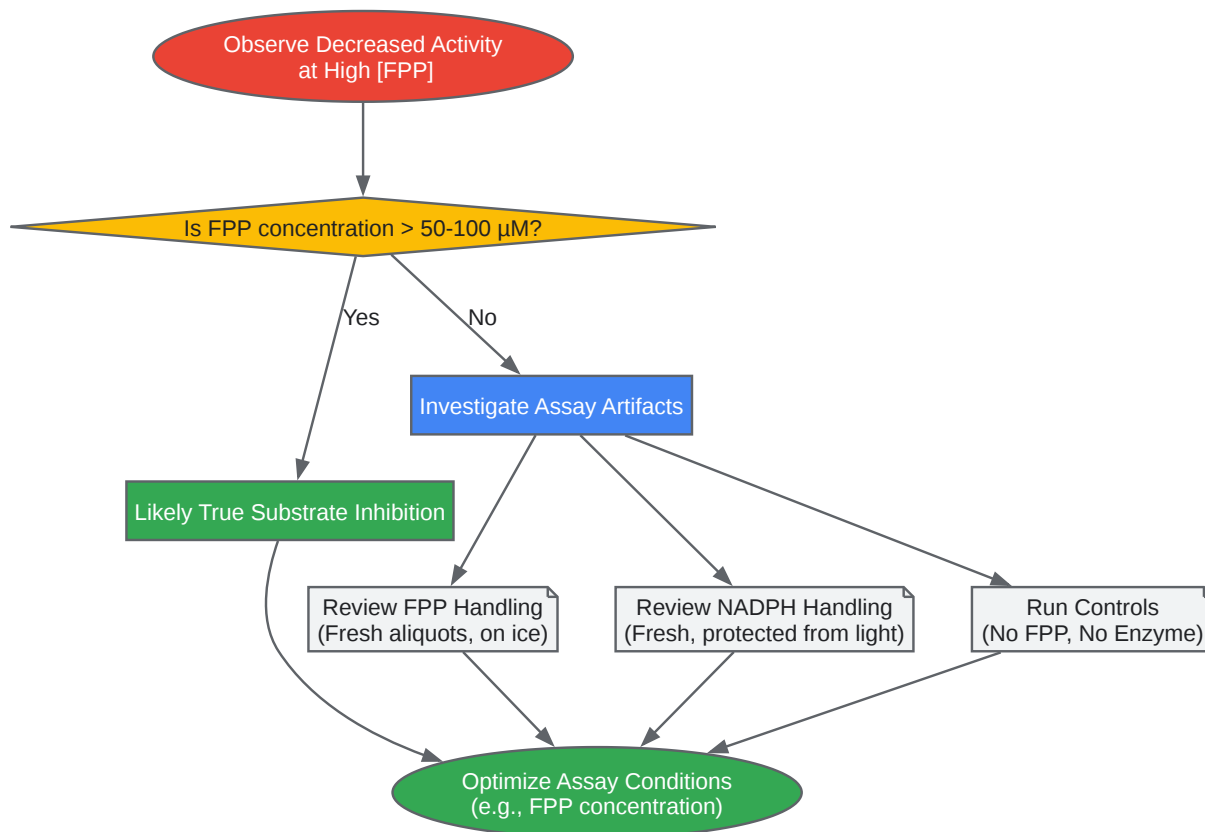 Observe Decreased Activity
at High [FPP]
Is FPP concentration > 50-100 µM?
Yes
No
Investigate Assay Artifacts
Likely True Substrate Inhibition
Review FPP Handling
(Fresh aliquots, on ice)
Review NADPH Handling
(Fresh, protected from light)
Run Controls
(No FPP, No Enzyme)
Optimize Assay Conditions
(e.g., FPP concentration)